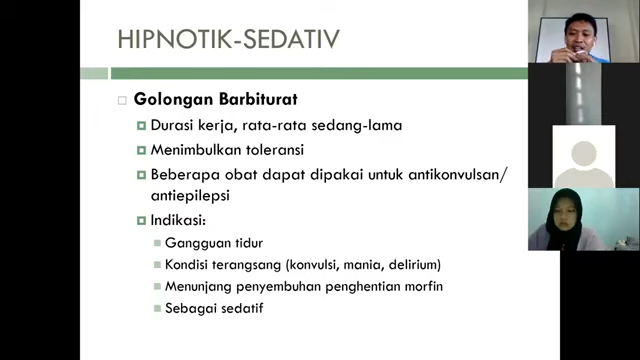 HIPNOTIK-SEDATIV
Golongan Barbiturat
Durasi kerja, rata-rata sedang-lama
Menimbulkan toleransi
Beberapa obat dapat dipakai untuk antikonvulsan/
antiepilepsi
Indikasi:
Gangguan tidur
Kondisi terangsang (konvulsi, mania, delirium)
Menunjang penyembuhan penghentian morfin
Sebagai sedatif